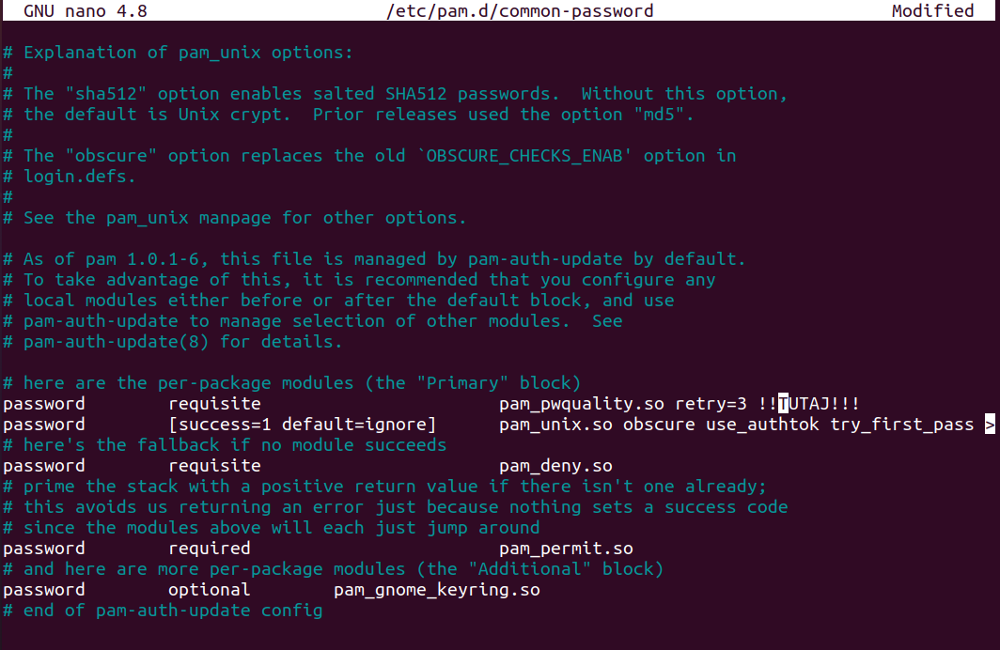 GNU nano 4.8 /etc/pam.d/common-password Modified
# Explanation of pam_unix options:
#
# The "sha512" option enables salted SHA512 passwords.  Without this option,
# the default is Unix crypt.  Prior releases used the option "md5".
#
# The "obscure" option replaces the old `OBSCURE_CHECKS_ENAB' option in
# login.defs.
#
# See the pam_unix manpage for other options.
# As of pam 1.0.1-6, this file is managed by pam-auth-update by default.
# To take advantage of this, it is recommended that you configure any
# local modules either before or after the default block, and use
# pam-auth-update to manage selection of other modules.  See
# pam-auth-update(8) for details.
# here are the per-package modules (the "Primary" block)
password        requisite                       pam_pwquality.so retry=3 !!TUTAJ!!!
password        [success=1 default=ignore]      pam_unix.so obscure use_authtok try_first_pass >
# here's the fallback if no module succeeds
password        requisite                       pam_deny.so
# prime the stack with a positive return value if there isn't one already;
# this avoids us returning an error just because nothing sets a success code
# since the modules above will each just jump around
password        required                        pam_permit.so
# and here are more per-package modules (the "Additional" block)
password        optional        pam_gnome_keyring.so
# end of pam-auth-update config